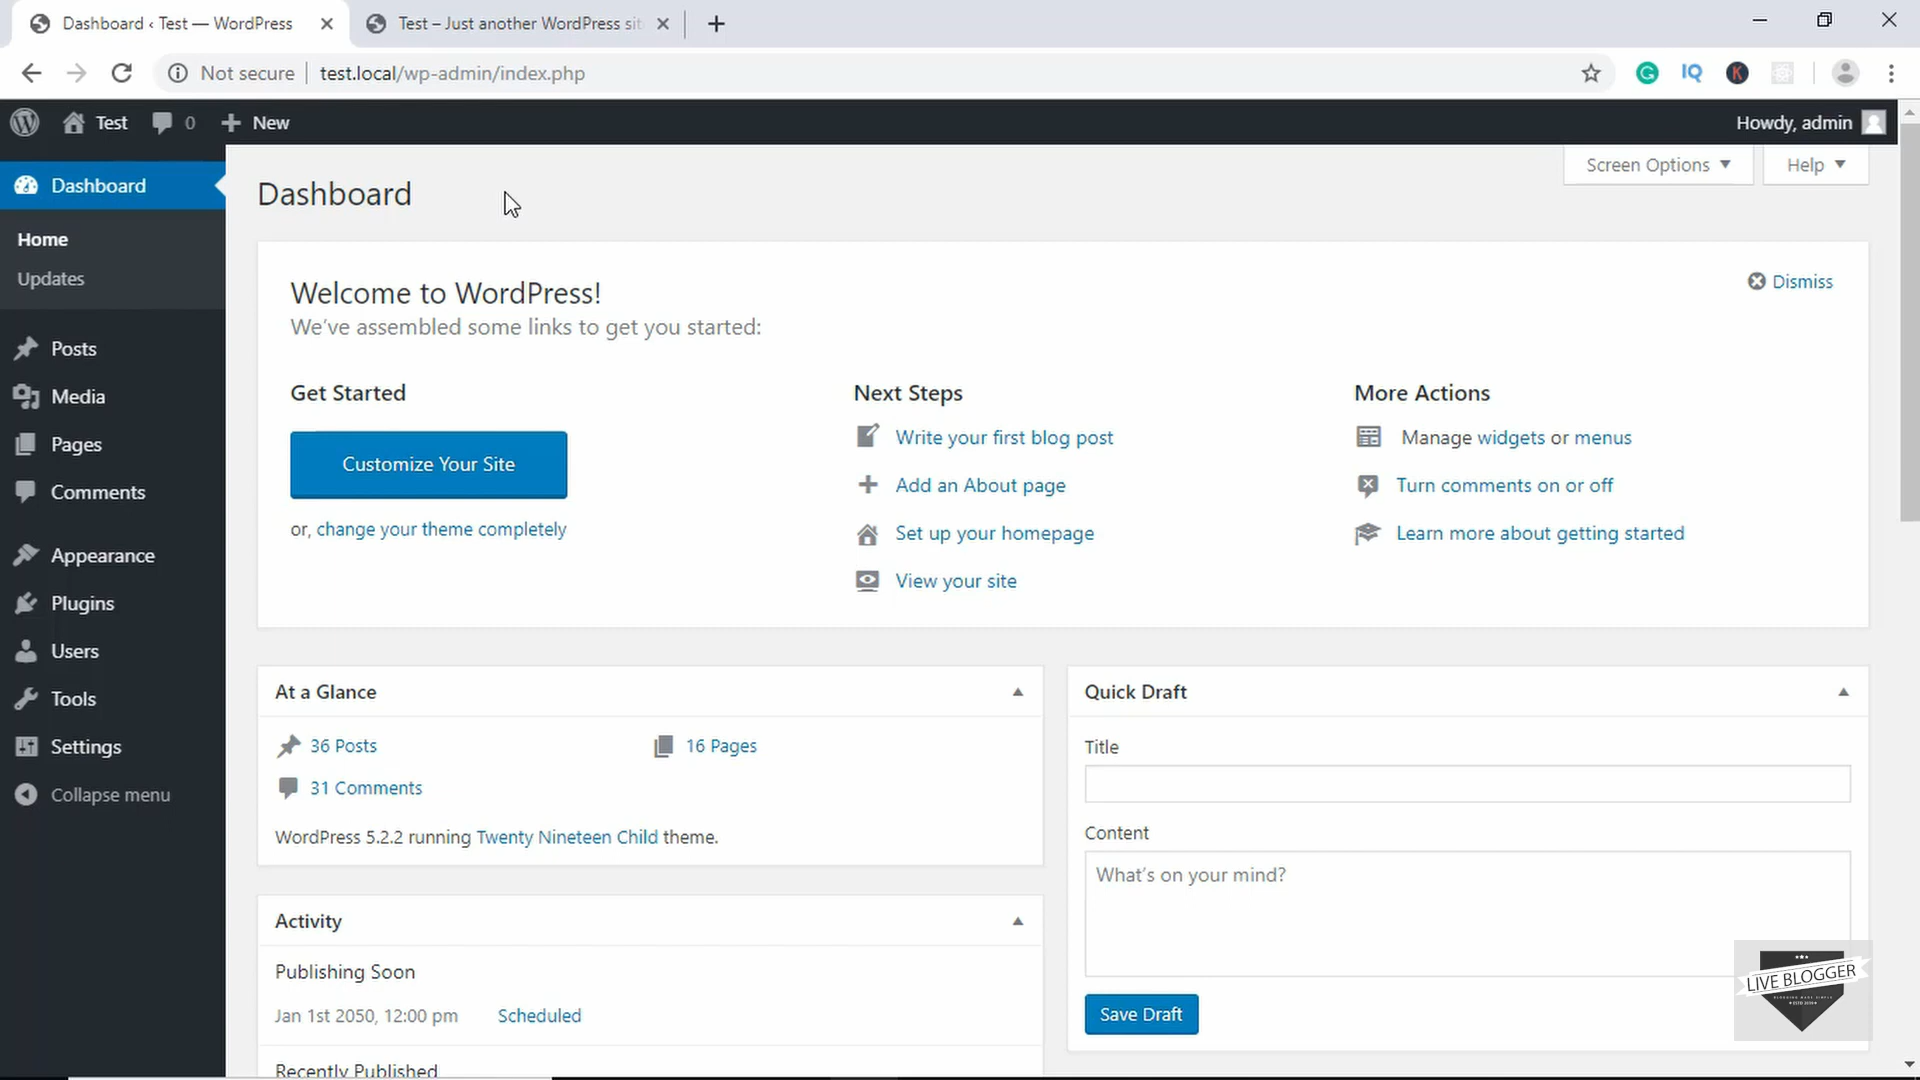 Dashboard ‹ Test — WordPress
Test – Just another WordPress sit
Not secure
test.local/wp-admin/index.php
Test
0
New
Howdy, admin
Dashboard
Home
Updates
Posts
Media
Pages
Comments
Appearance
Plugins
Users
Tools
Settings
Collapse menu
Screen Options
Help
Dashboard
Welcome to WordPress!
Dismiss
We've assembled some links to get you started:
Get Started
Customize Your Site
or, change your theme completely
Next Steps
Write your first blog post
Add an About page
Set up your homepage
View your site
More Actions
Manage widgets or menus
Turn comments on or off
Learn more about getting started
At a Glance
36 Posts
16 Pages
31 Comments
WordPress 5.2.2 running Twenty Nineteen Child theme.
Activity
Publishing Soon
Jan 1st 2050, 12:00 pm
Scheduled
Recently Published
Quick Draft
Title
Content
What's on your mind?
Save Draft
LIVE BLOGGER